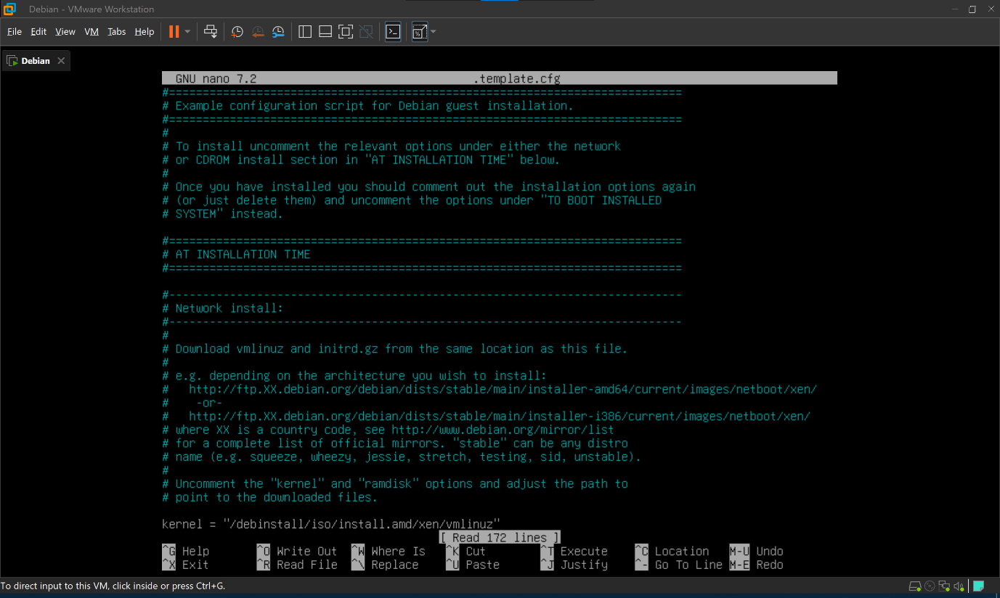 Debian - VMware Workstation
File Edit View VM Tabs Help
Debian
GNU nano 7.2 .template.cfg
#============================================================================
# Example configuration script for Debian guest installation.
#============================================================================
#
# To install uncomment the relevant options under either the network
# or CDROM install section in "AT INSTALLATION TIME" below.
#
# Once you have installed you should comment out the installation options again
# (or just delete them) and uncomment the options under "TO BOOT INSTALLED
# SYSTEM" instead.
#============================================================================
# AT INSTALLATION TIME
#============================================================================
#----------------------------------------------------------------------------
# Network install:
#----------------------------------------------------------------------------
#
# Download vmlinuz and initrd.gz from the same location as this file.
#
# e.g. depending on the architecture you wish to install:
#   http://ftp.XX.debian.org/debian/dists/stable/main/installer-amd64/current/images/netboot/xen/
#    -or-
#   http://ftp.XX.debian.org/debian/dists/stable/main/installer-i386/current/images/netboot/xen/
# where XX is a country code, see http://www.debian.org/mirror/list
# for a complete list of official mirrors. "stable" can be any distro
# name (e.g. squeeze, wheezy, jessie, stretch, testing, sid, unstable).
#
# Uncomment the "kernel" and "ramdisk" options and adjust the path to
# point to the downloaded files.
kernel = "/debinstall/iso/install.amd/xen/vmlinuz"
[ Read 172 lines ]
^G Help ^O Write Out ^W Where Is ^K Cut ^T Execute ^C Location M-U Undo
^X Exit ^R Read File ^\ Replace ^U Paste ^J Justify ^- Go To Line M-E Redo
To direct input to this VM, click inside or press Ctrl+G.